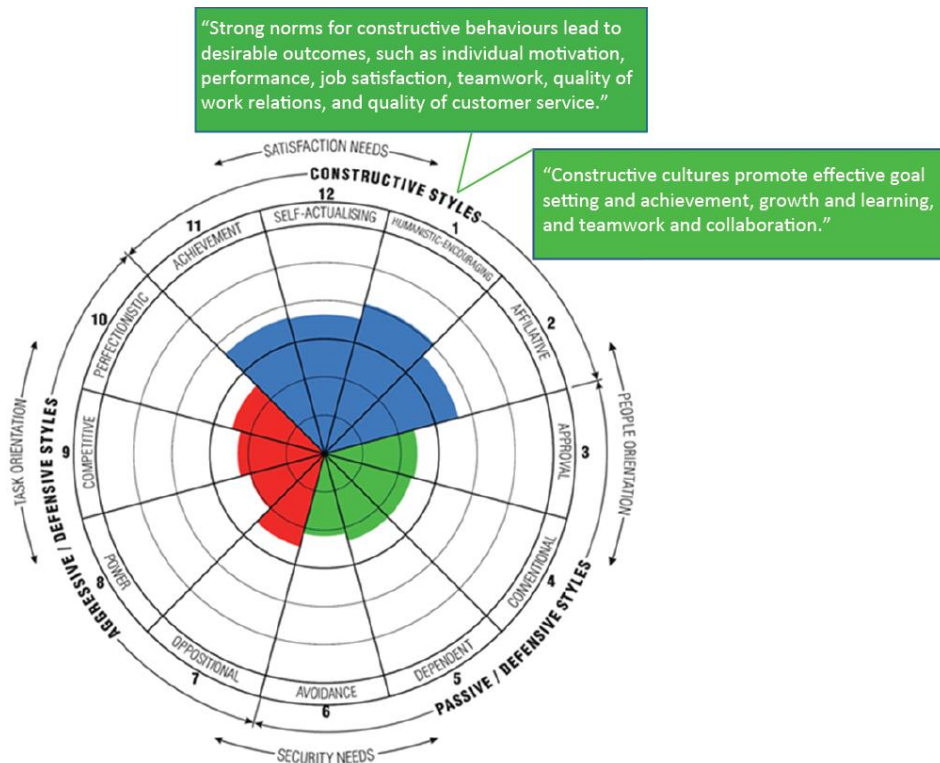 “Strong norms for constructive behaviours lead to
desirable outcomes, such as individual motivation,
performance, job satisfaction, teamwork, quality of
work relations, and quality of customer service.”
“Constructive cultures promote effective goal
setting and achievement, growth and learning,
and teamwork and collaboration.”
SATISFACTION NEEDS
CONSTRUCTIVE STYLES
12
SELF-ACTUALISING
1
HUMANISTIC-ENCOURAGING
2
AFFILIATIVE
PEOPLE ORIENTATION
3
APPROVAL
4
CONVENTIONAL
PASSIVE / DEFENSIVE STYLES
5
DEPENDENT
6
AVOIDANCE
SECURITY NEEDS
7
OPPOSITIONAL
8
POWER
AGGRESSIVE / DEFENSIVE STYLES
TASK ORIENTATION
9
COMPETITIVE
10
PERFECTIONISTIC
11
ACHIEVEMENT